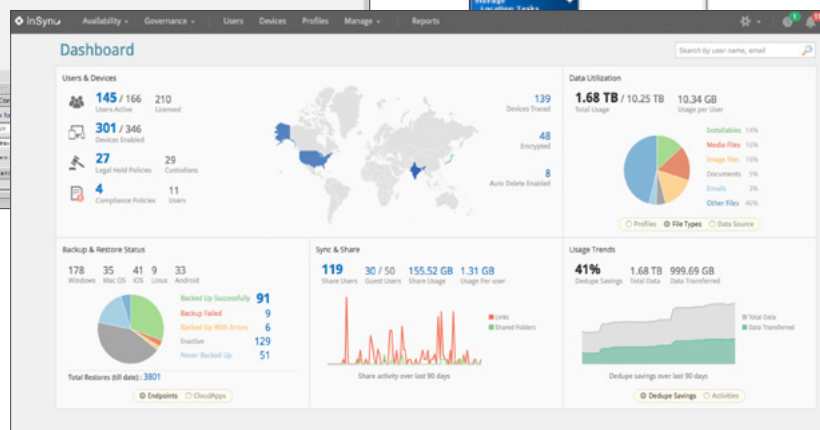 Storage
Location Tasks
inSync Availability Governance Users Devices Profiles Manage Reports
Dashboard
Search by user name, email
Users & Devices
145 / 166 210
Users Active Licensed
301 / 346
Devices Enabled
27 29
Legal Hold Policies Custodians
4 11
Compliance Policies Users
139
Devices Traced
48
Encrypted
8
Auto Delete Enabled
Data Utilization
1.68 TB / 10.25 TB 10.34 GB
Total Usage Usage per User
Installables 14%
Media Files 16%
Image files 16%
Documents 5%
Emails 3%
Other Files 46%
Profiles File Types Data Source
Backup & Restore Status
178 35 41 9 33
Windows Mac OS iOS Linux Android
Backed Up Successfully 91
Backup Failed 9
Backed Up With Errors 6
Inactive 129
Never Backed Up 51
Total Restores (till date) : 3801
Endpoints CloudApps
Sync & Share
119 30 / 50 155.52 GB 1.31 GB
Share Users Guest Users Share Usage Usage Per user
Links
Shared Folders
Share activity over last 90 days
Usage Trends
41% 1.68 TB 999.69 GB
Dedupe Savings Total Data Data Transferred
Total Data
Data Transferred
Dedupe savings over last 90 days
Dedupe Savings Activities